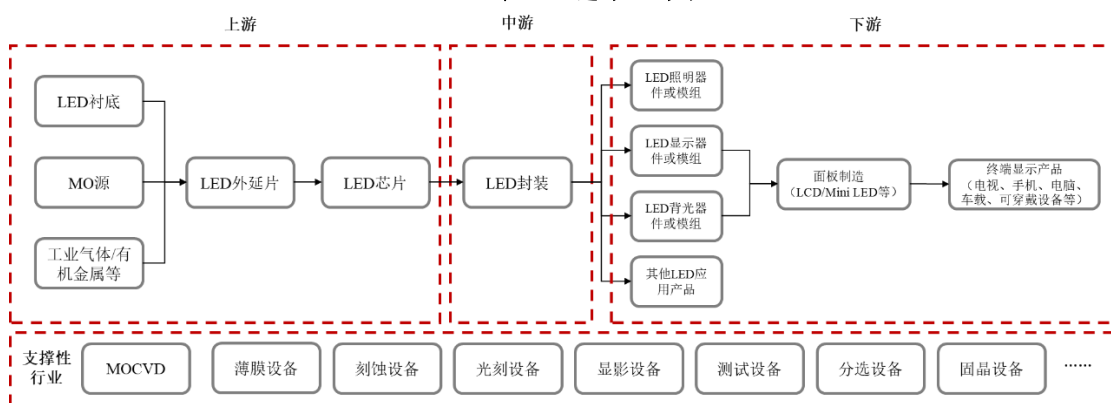 上游
中游
下游
LED衬底
MO源
工业气体/有
机金属等
LED外延片
LED芯片
LED封装
LED照明器
件或模组
LED显示器
件或模组
LED背光器
件或模组
其他LED应
用产品
面板制造
(LCD/Mini LED等)
终端显示产品
(电视、手机、电脑、
车载、可穿戴设备等)
支撑性
行业
MOCVD
薄膜设备
刻蚀设备
光刻设备
显影设备
测试设备
分选设备
固晶设备
……